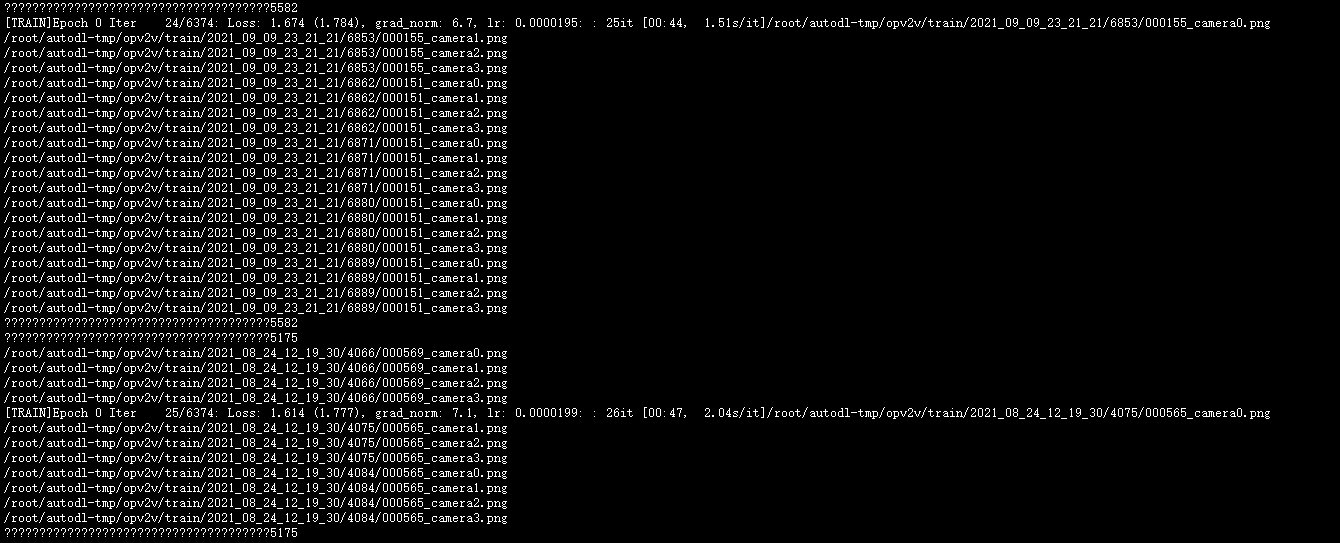 ??????????????????????????????????????5582
[TRAIN]Epoch 0 Iter    24/6374: Loss: 1.674 (1.784), grad_norm: 6.7, lr: 0.0000195: : 25it [00:44,  1.51s/it]/root/autodl-tmp/opv2v/train/2021_09_09_23_21_21/6853/000155_camera0.png
/root/autodl-tmp/opv2v/train/2021_09_09_23_21_21/6853/000155_camera1.png
/root/autodl-tmp/opv2v/train/2021_09_09_23_21_21/6853/000155_camera2.png
/root/autodl-tmp/opv2v/train/2021_09_09_23_21_21/6853/000155_camera3.png
/root/autodl-tmp/opv2v/train/2021_09_09_23_21_21/6862/000151_camera0.png
/root/autodl-tmp/opv2v/train/2021_09_09_23_21_21/6862/000151_camera1.png
/root/autodl-tmp/opv2v/train/2021_09_09_23_21_21/6862/000151_camera2.png
/root/autodl-tmp/opv2v/train/2021_09_09_23_21_21/6862/000151_camera3.png
/root/autodl-tmp/opv2v/train/2021_09_09_23_21_21/6871/000151_camera0.png
/root/autodl-tmp/opv2v/train/2021_09_09_23_21_21/6871/000151_camera1.png
/root/autodl-tmp/opv2v/train/2021_09_09_23_21_21/6871/000151_camera2.png
/root/autodl-tmp/opv2v/train/2021_09_09_23_21_21/6871/000151_camera3.png
/root/autodl-tmp/opv2v/train/2021_09_09_23_21_21/6880/000151_camera0.png
/root/autodl-tmp/opv2v/train/2021_09_09_23_21_21/6880/000151_camera1.png
/root/autodl-tmp/opv2v/train/2021_09_09_23_21_21/6880/000151_camera2.png
/root/autodl-tmp/opv2v/train/2021_09_09_23_21_21/6880/000151_camera3.png
/root/autodl-tmp/opv2v/train/2021_09_09_23_21_21/6889/000151_camera0.png
/root/autodl-tmp/opv2v/train/2021_09_09_23_21_21/6889/000151_camera1.png
/root/autodl-tmp/opv2v/train/2021_09_09_23_21_21/6889/000151_camera2.png
/root/autodl-tmp/opv2v/train/2021_09_09_23_21_21/6889/000151_camera3.png
??????????????????????????????????????5582
??????????????????????????????????????5175
/root/autodl-tmp/opv2v/train/2021_08_24_12_19_30/4066/000569_camera0.png
/root/autodl-tmp/opv2v/train/2021_08_24_12_19_30/4066/000569_camera1.png
/root/autodl-tmp/opv2v/train/2021_08_24_12_19_30/4066/000569_camera2.png
/root/autodl-tmp/opv2v/train/2021_08_24_12_19_30/4066/000569_camera3.png
[TRAIN]Epoch 0 Iter    25/6374: Loss: 1.614 (1.777), grad_norm: 7.1, lr: 0.0000199: : 26it [00:47,  2.04s/it]/root/autodl-tmp/opv2v/train/2021_08_24_12_19_30/4075/000565_camera0.png
/root/autodl-tmp/opv2v/train/2021_08_24_12_19_30/4075/000565_camera1.png
/root/autodl-tmp/opv2v/train/2021_08_24_12_19_30/4075/000565_camera2.png
/root/autodl-tmp/opv2v/train/2021_08_24_12_19_30/4075/000565_camera3.png
/root/autodl-tmp/opv2v/train/2021_08_24_12_19_30/4084/000565_camera0.png
/root/autodl-tmp/opv2v/train/2021_08_24_12_19_30/4084/000565_camera1.png
/root/autodl-tmp/opv2v/train/2021_08_24_12_19_30/4084/000565_camera2.png
/root/autodl-tmp/opv2v/train/2021_08_24_12_19_30/4084/000565_camera3.png
??????????????????????????????????????5175